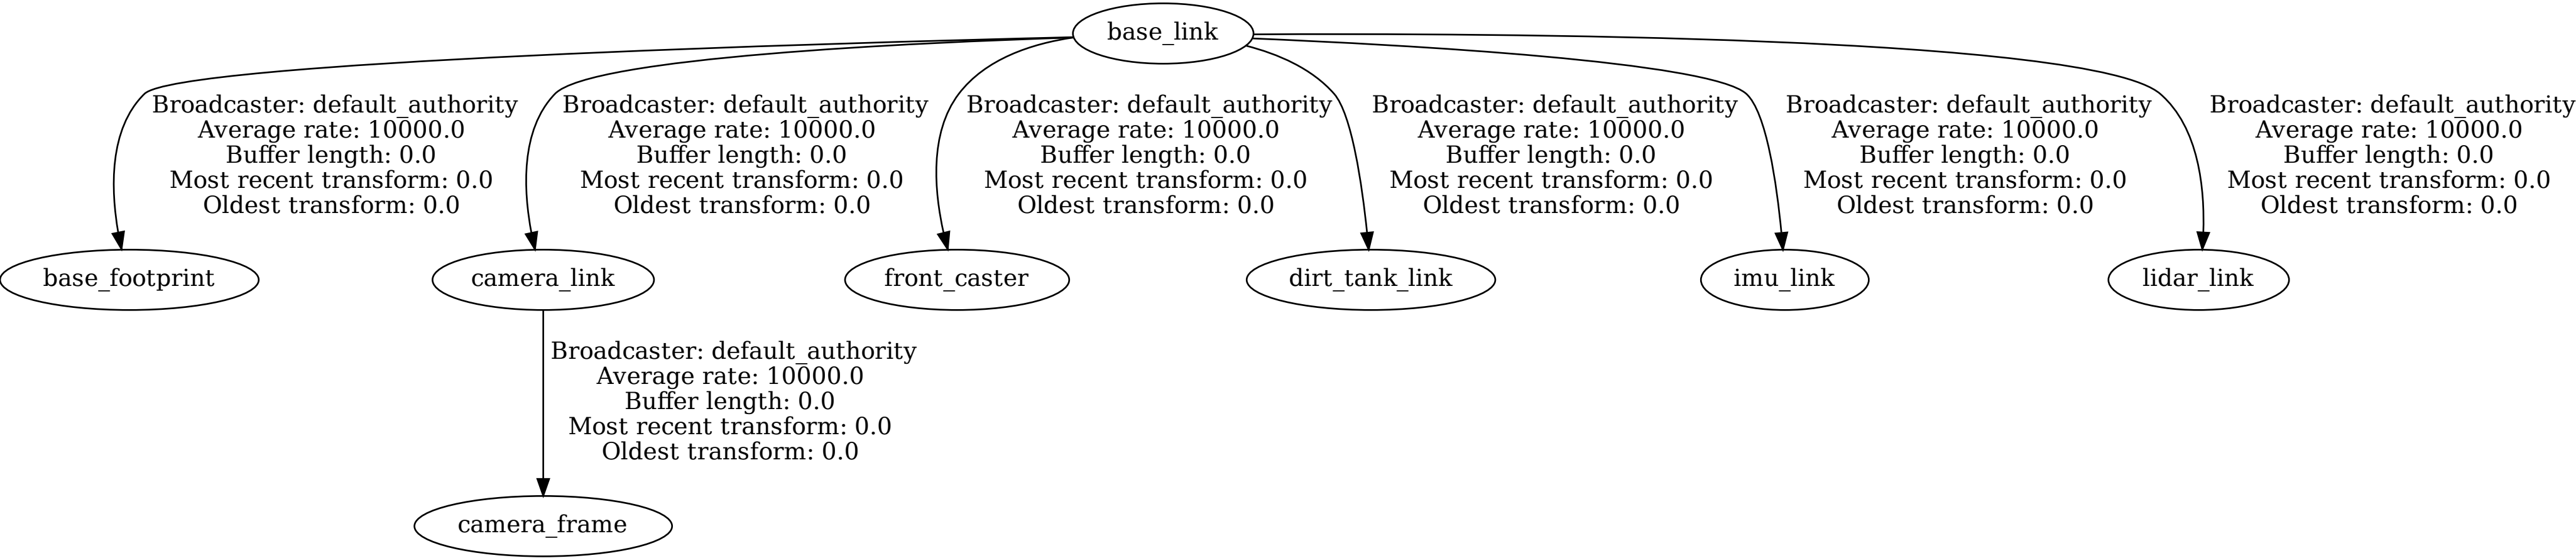 base_link
Broadcaster: default_authority
Average rate: 10000.0
Buffer length: 0.0
Most recent transform: 0.0
Oldest transform: 0.0
Broadcaster: default_authority
Average rate: 10000.0
Buffer length: 0.0
Most recent transform: 0.0
Oldest transform: 0.0
Broadcaster: default_authority
Average rate: 10000.0
Buffer length: 0.0
Most recent transform: 0.0
Oldest transform: 0.0
Broadcaster: default_authority
Average rate: 10000.0
Buffer length: 0.0
Most recent transform: 0.0
Oldest transform: 0.0
Broadcaster: default_authority
Average rate: 10000.0
Buffer length: 0.0
Most recent transform: 0.0
Oldest transform: 0.0
Broadcaster: default_authority
Average rate: 10000.0
Buffer length: 0.0
Most recent transform: 0.0
Oldest transform: 0.0
base_footprint
camera_link
front_caster
dirt_tank_link
imu_link
lidar_link
Broadcaster: default_authority
Average rate: 10000.0
Buffer length: 0.0
Most recent transform: 0.0
Oldest transform: 0.0
camera_frame